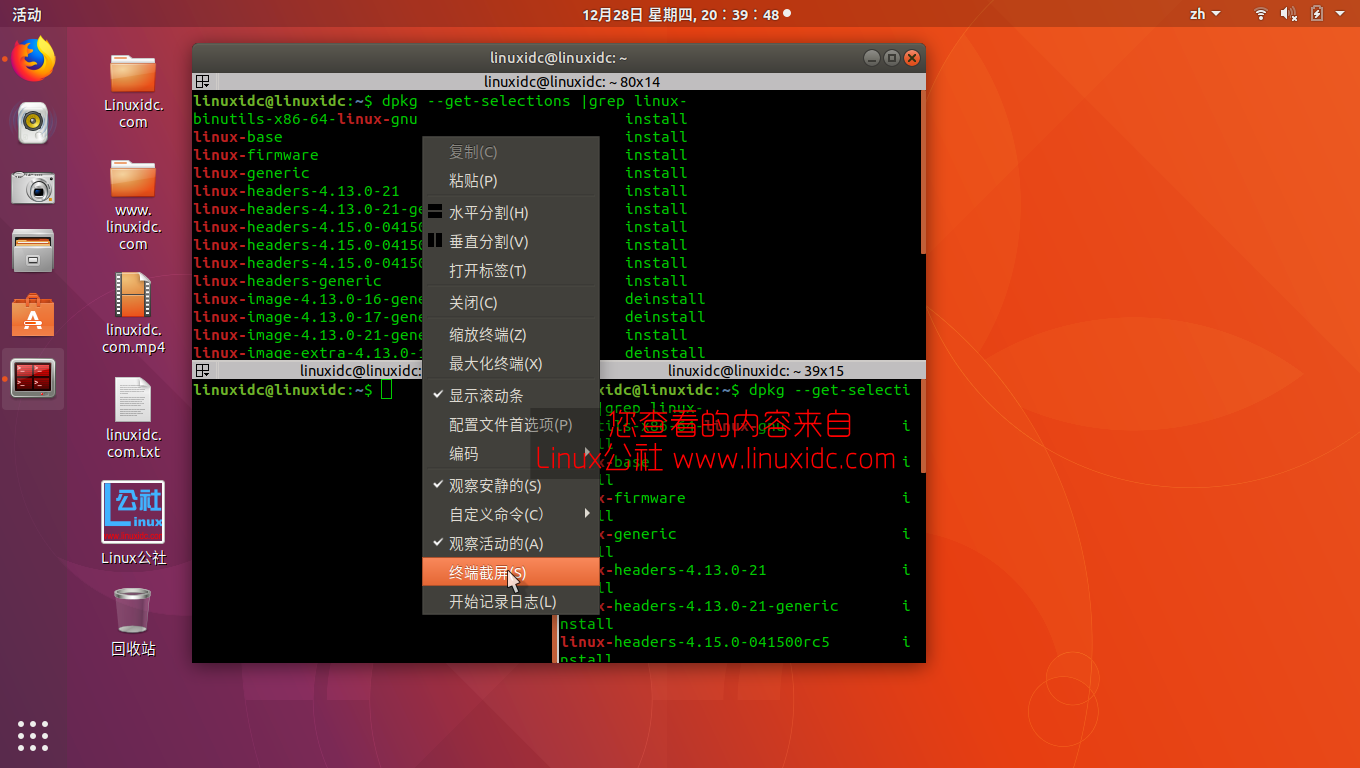 活动
12月28日 星期四, 20：39：48
zh
Linuxidc.
com
www.
linuxidc.
com
linuxidc.
com.mp4
linuxidc.
com.txt
公社
Linux
Linux公社
回收站
linuxidc@linuxidc: ~
linuxidc@linuxidc: ~ 80x14
linuxidc@linuxidc:~$ dpkg --get-selections |grep linux-
binutils-x86-64-linux-gnu install
linux-base install
linux-firmware install
linux-generic install
linux-headers-4.13.0-21 install
linux-headers-4.13.0-21-ge install
linux-headers-4.15.0-04150 install
linux-headers-4.15.0-04150 install
linux-headers-4.15.0-04150 install
linux-headers-generic install
linux-image-4.13.0-16-gene deinstall
linux-image-4.13.0-17-gene deinstall
linux-image-4.13.0-21-gene install
linux-image-extra-4.13.0-1 deinstall
复制(C)
粘贴(P)
水平分割(H)
垂直分割(V)
打开标签(T)
关闭(C)
缩放终端(Z)
最大化终端(X)
显示滚动条
配置文件首选项(P)
编码
观察安静的(S)
自定义命令(C)
观察活动的(A)
终端截屏(S)
开始记录日志(L)
linuxidc@linuxidc:
linuxidc@linuxidc:~$
linuxidc@linuxidc: ~ 39x15
xidc@linuxidc:~$ dpkg --get-selecti
|grep linux-
tils-x86-64-linux-gnu i
ll
-base i
ll
-firmware i
ll
-generic i
ll
-headers-4.13.0-21 i
ll
-headers-4.13.0-21-generic i
nstall
linux-headers-4.15.0-041500rc5 i
nstall
您查看的内容来自
Linux公社 www.linuxidc.com